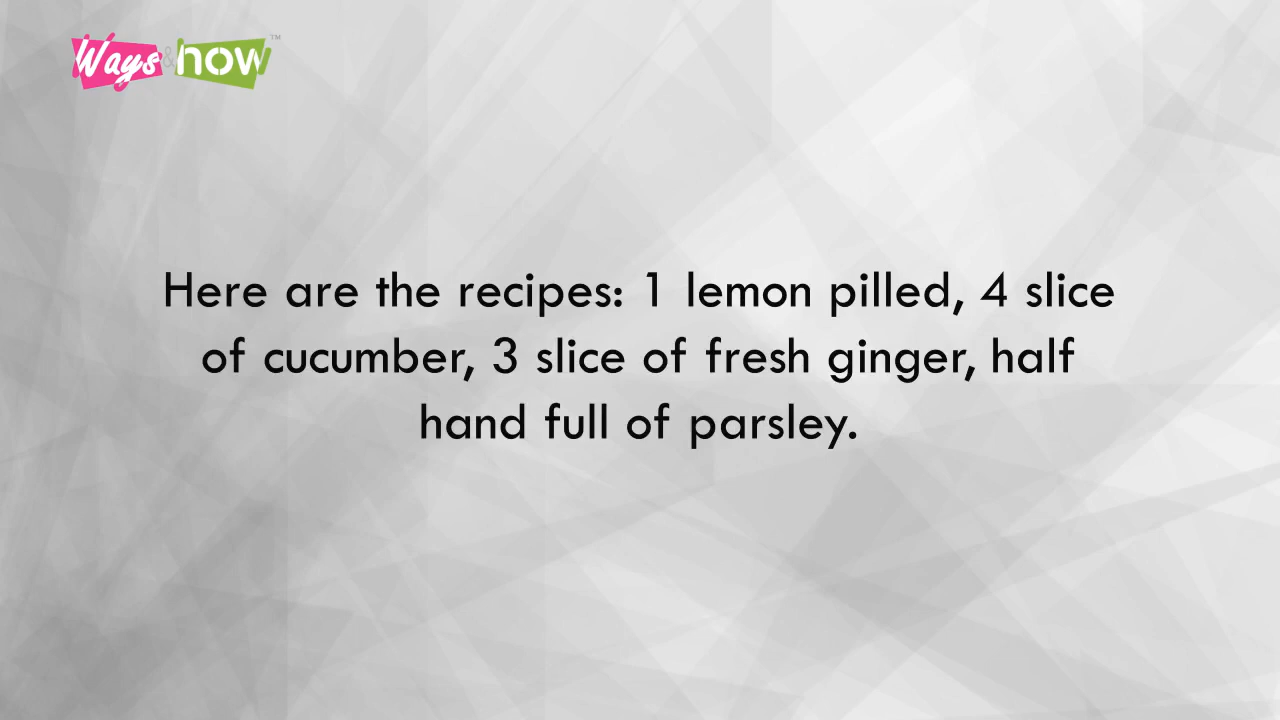 Ways & now ™
Here are the recipes: 1 lemon pilled, 4 slice
of cucumber, 3 slice of fresh ginger, half
hand full of parsley.